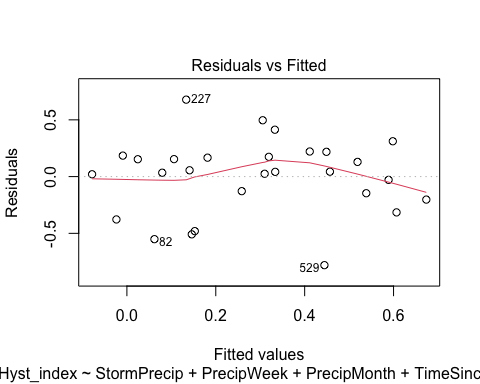 Residuals vs Fitted
Residuals
0.5
0.0
-0.5
227
82
529
0.0 0.2 0.4 0.6
Fitted values
Hyst_index ~ StormPrecip + PrecipWeek + PrecipMonth + TimeSinc